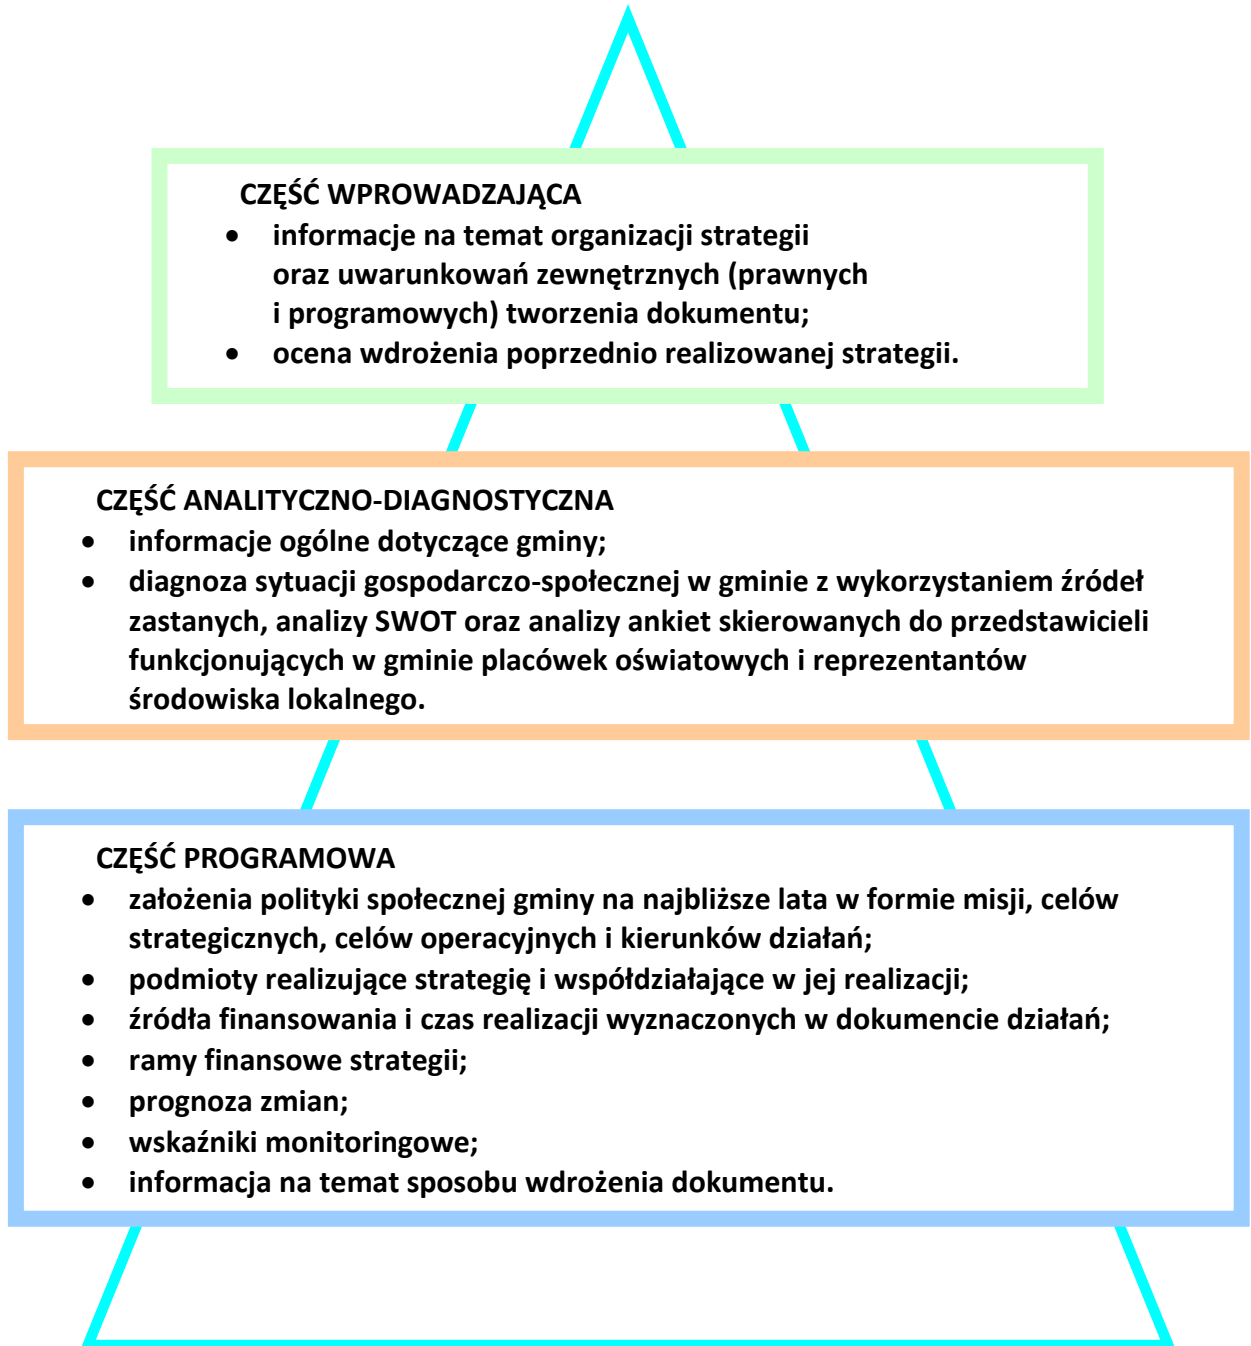 CZĘŚĆ WPROWADZAJĄCA
• informacje na temat organizacji strategii
oraz uwarunkowań zewnętrznych (prawnych
i programowych) tworzenia dokumentu;
• ocena wdrożenia poprzednio realizowanej strategii.
CZĘŚĆ ANALITYCZNO-DIAGNOSTYCZNA
• informacje ogólne dotyczące gminy;
• diagnoza sytuacji gospodarczo-społecznej w gminie z wykorzystaniem źródeł
zastanych, analizy SWOT oraz analizy ankiet skierowanych do przedstawicieli
funkcjonujących w gminie placówek oświatowych i reprezentantów
środowiska lokalnego.
CZĘŚĆ PROGRAMOWA
• założenia polityki społecznej gminy na najbliższe lata w formie misji, celów
strategicznych, celów operacyjnych i kierunków działań;
• podmioty realizujące strategię i współdziałające w jej realizacji;
• źródła finansowania i czas realizacji wyznaczonych w dokumencie działań;
• ramy finansowe strategii;
• prognoza zmian;
• wskaźniki monitoringowe;
• informacja na temat sposobu wdrożenia dokumentu.